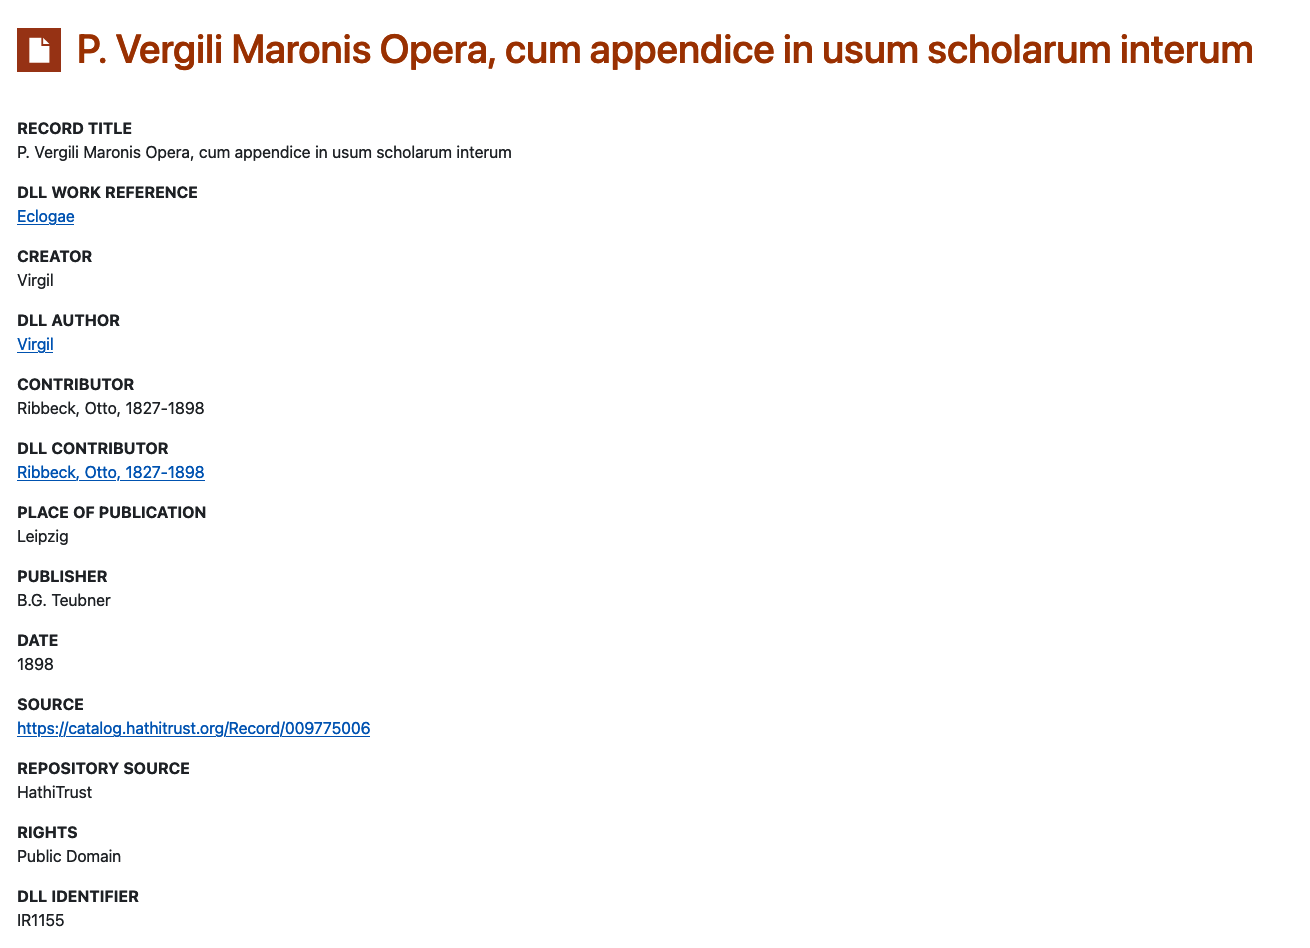 P. Vergili Maronis Opera, cum appendice in usum scholarum interum
RECORD TITLE
P. Vergili Maronis Opera, cum appendice in usum scholarum interum
DLL WORK REFERENCE
Eclogae
CREATOR
Virgil
DLL AUTHOR
Virgil
CONTRIBUTOR
Ribbeck, Otto, 1827-1898
DLL CONTRIBUTOR
Ribbeck, Otto, 1827-1898
PLACE OF PUBLICATION
Leipzig
PUBLISHER
B.G. Teubner
DATE
1898
SOURCE
https://catalog.hathitrust.org/Record/009775006
REPOSITORY SOURCE
HathiTrust
RIGHTS
Public Domain
DLL IDENTIFIER
IR1155